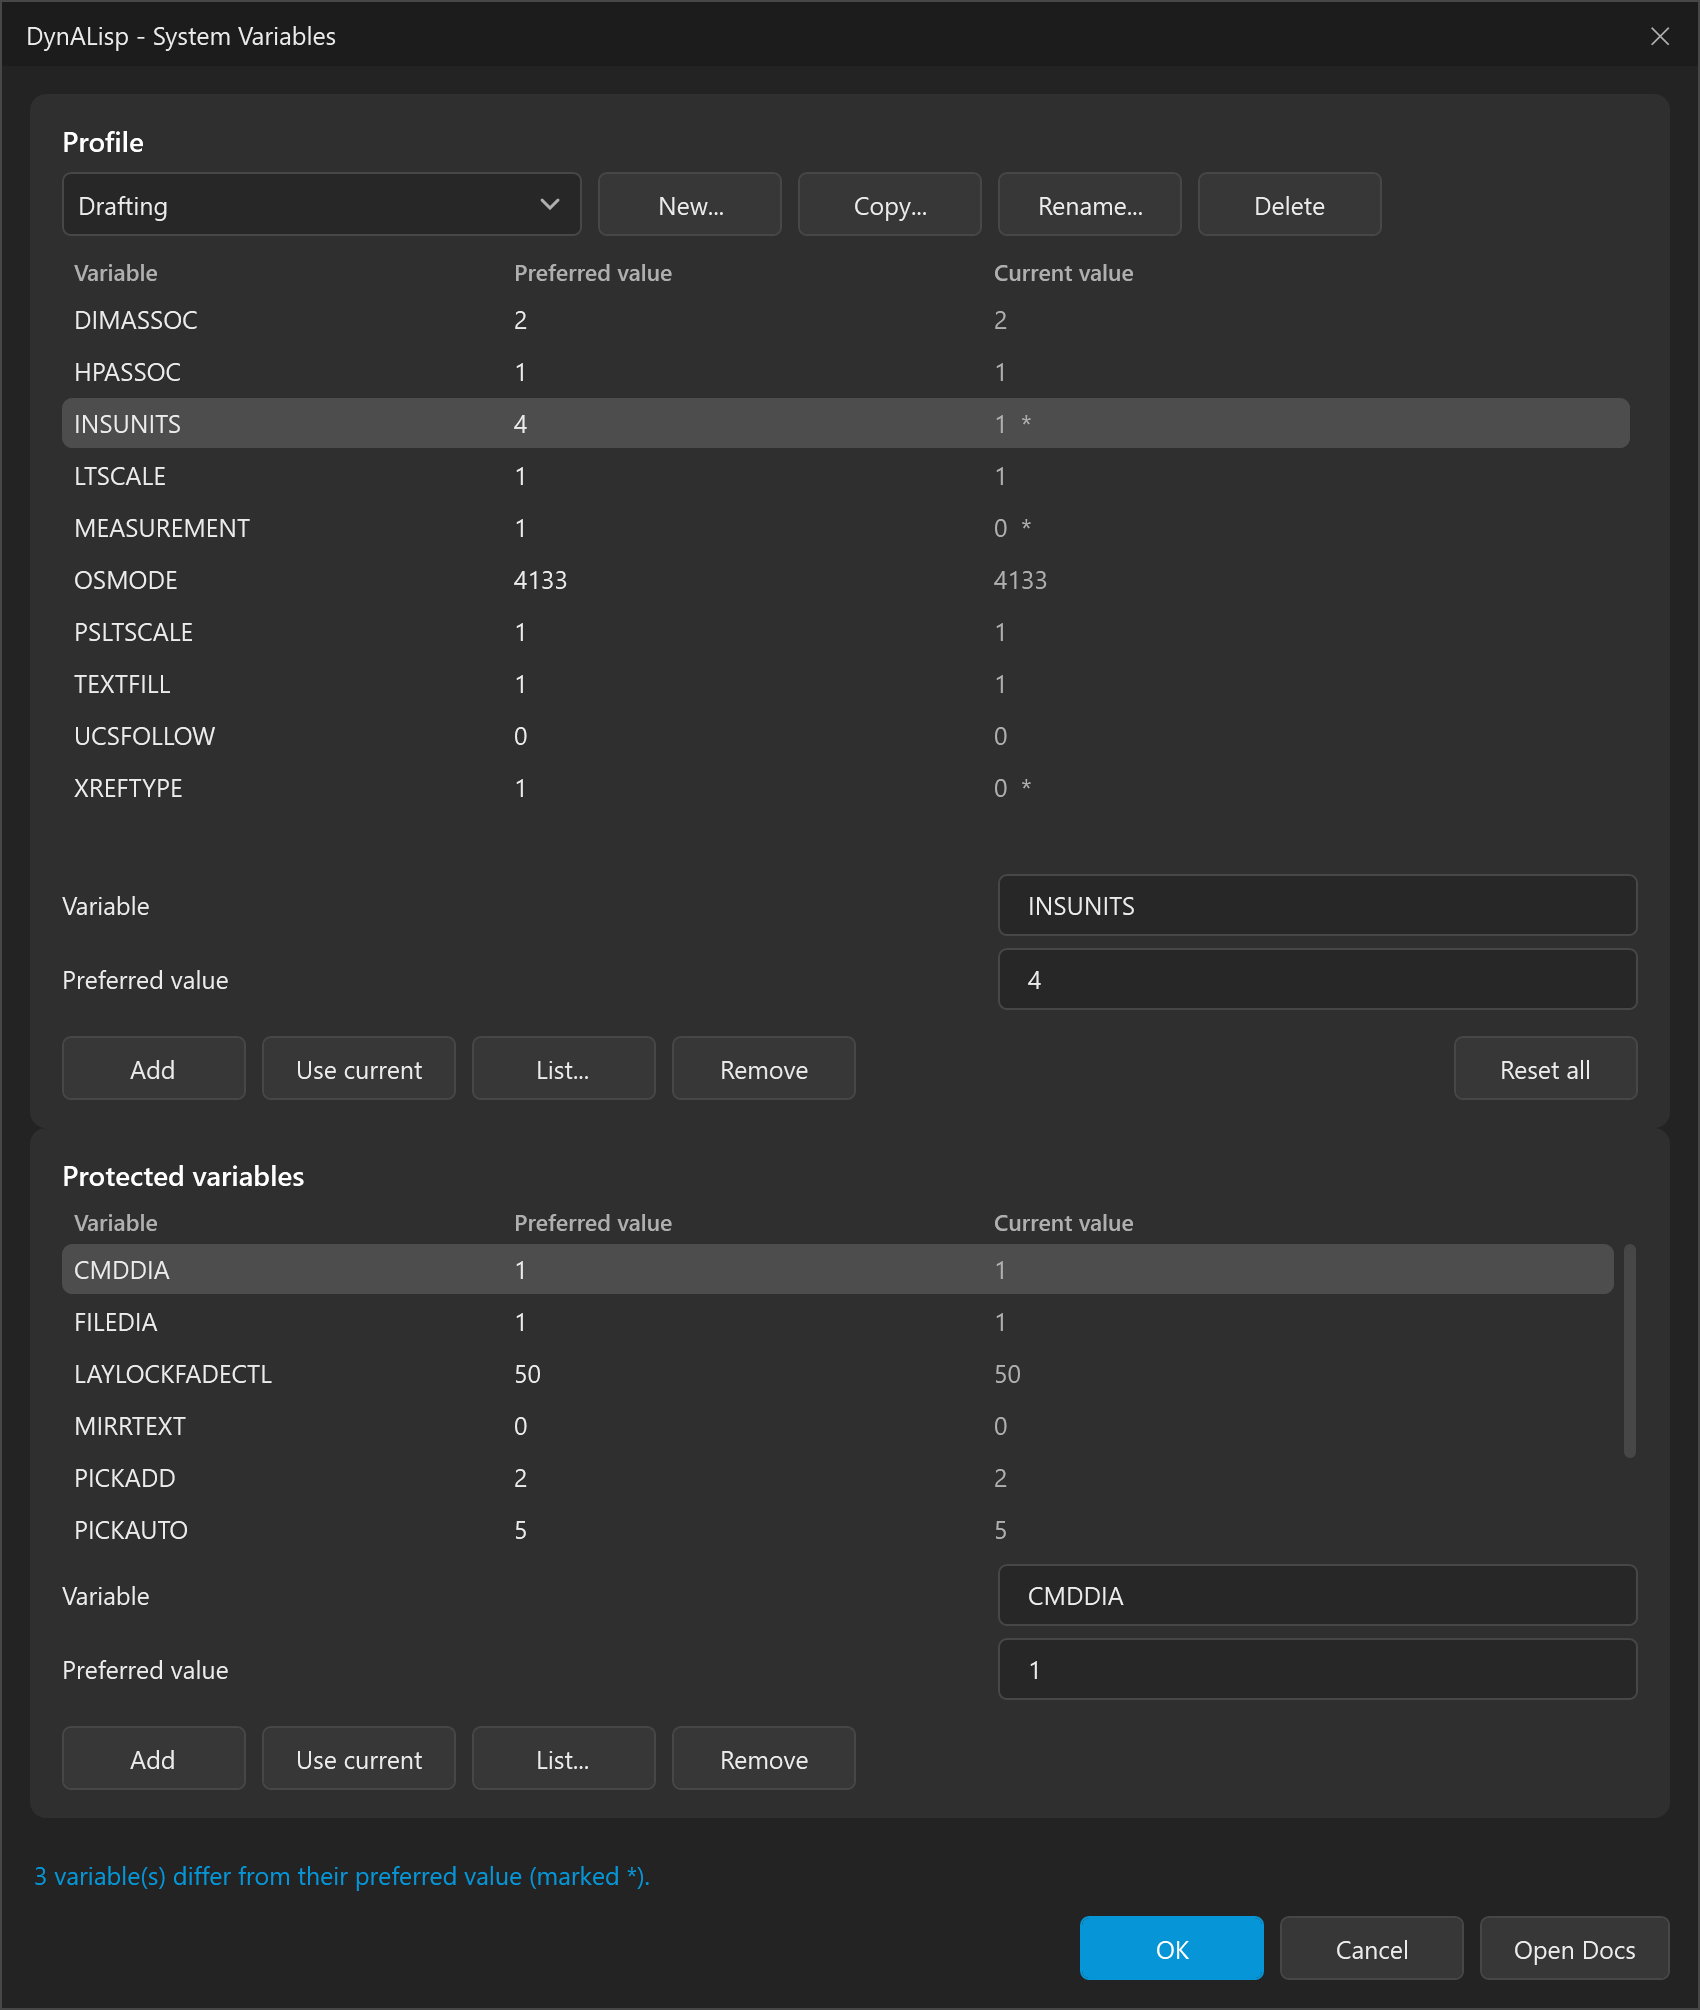 DynALisp - System Variables
Profile
Drafting New... Copy... Rename... Delete
Variable Preferred value Current value
DIMASSOC 2 2
HPASSOC 1 1
INSUNITS 4 1 *
LTSCALE 1 1
MEASUREMENT 1 0 *
OSMODE 4133 4133
PSLTSCALE 1 1
TEXTFILL 1 1
UCSFOLLOW 0 0
XREFTYPE 1 0 *
Variable INSUNITS
Preferred value 4
Add Use current List... Remove Reset all
Protected variables
Variable Preferred value Current value
CMDDIA 1 1
FILEDIA 1 1
LAYLOCKFADECTL 50 50
MIRRTEXT 0 0
PICKADD 2 2
PICKAUTO 5 5
Variable CMDDIA
Preferred value 1
Add Use current List... Remove
3 variable(s) differ from their preferred value (marked *).
OK Cancel Open Docs